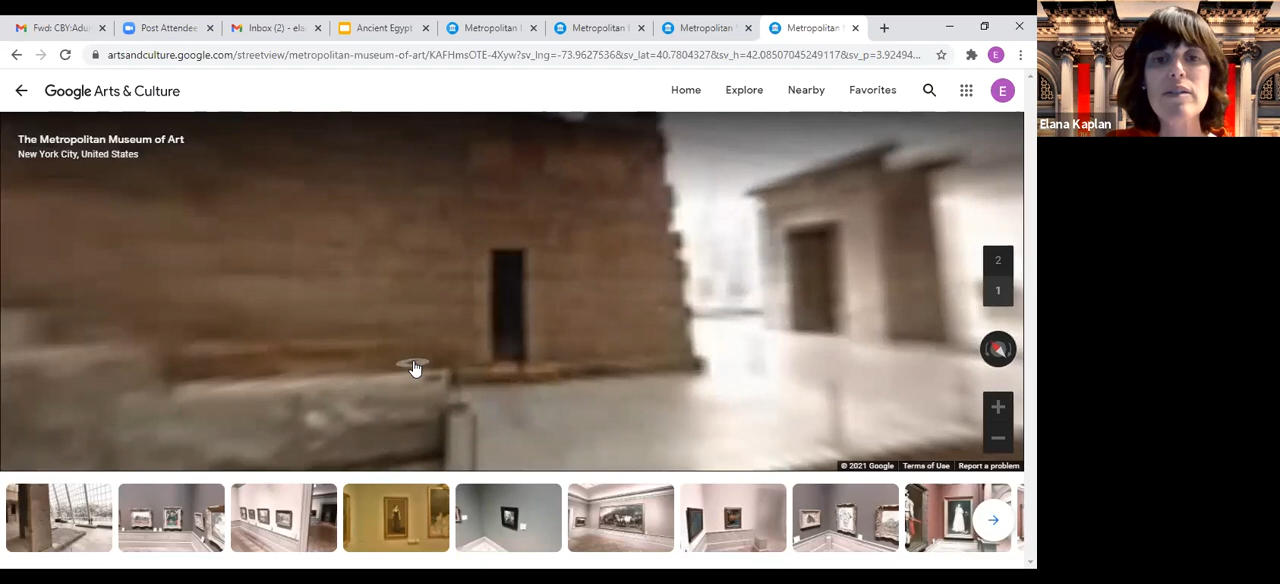 Fwd: CBY:Adu
Post Attendee
Inbox (2) - els
Ancient Egypt
Metropolitan
Metropolitan
Metropolitan
Metropolitan
artsandculture.google.com/streetview/metropolitan-museum-of-art/KAFHmsOTE-4Xyw?sv_lng=-73.9627536&sv_lat=40.7804327&sv_h=42.08507045249117&sv_p=3.92494...
E
Google Arts & Culture
Home
Explore
Nearby
Favorites
E
The Metropolitan Museum of Art
New York City, United States
2
1
© 2021 Google
Terms of Use
Report a problem
Elana Kaplan